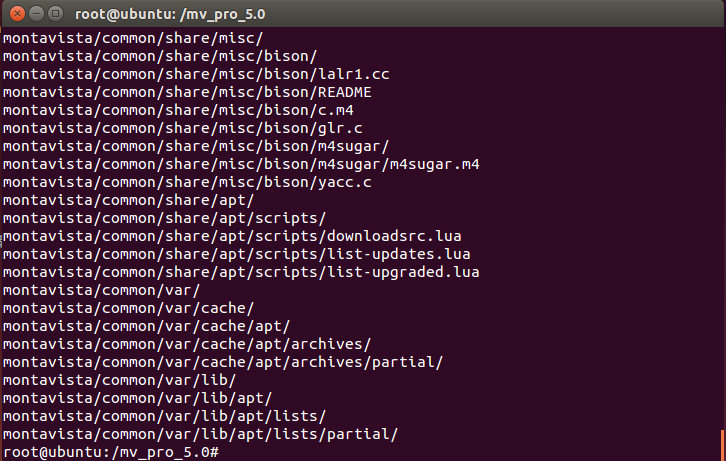 root@ubuntu: /mv_pro_5.0
montavista/common/share/misc/
montavista/common/share/misc/bison/
montavista/common/share/misc/bison/lalr1.cc
montavista/common/share/misc/bison/README
montavista/common/share/misc/bison/c.m4
montavista/common/share/misc/bison/glr.c
montavista/common/share/misc/bison/m4sugar/
montavista/common/share/misc/bison/m4sugar/m4sugar.m4
montavista/common/share/misc/bison/yacc.c
montavista/common/share/apt/
montavista/common/share/apt/scripts/
montavista/common/share/apt/scripts/downloadsrc.lua
montavista/common/share/apt/scripts/list-updates.lua
montavista/common/share/apt/scripts/list-upgraded.lua
montavista/common/var/
montavista/common/var/cache/
montavista/common/var/cache/apt/
montavista/common/var/cache/apt/archives/
montavista/common/var/cache/apt/archives/partial/
montavista/common/var/lib/
montavista/common/var/lib/apt/
montavista/common/var/lib/apt/lists/
montavista/common/var/lib/apt/lists/partial/
root@ubuntu:/mv_pro_5.0#